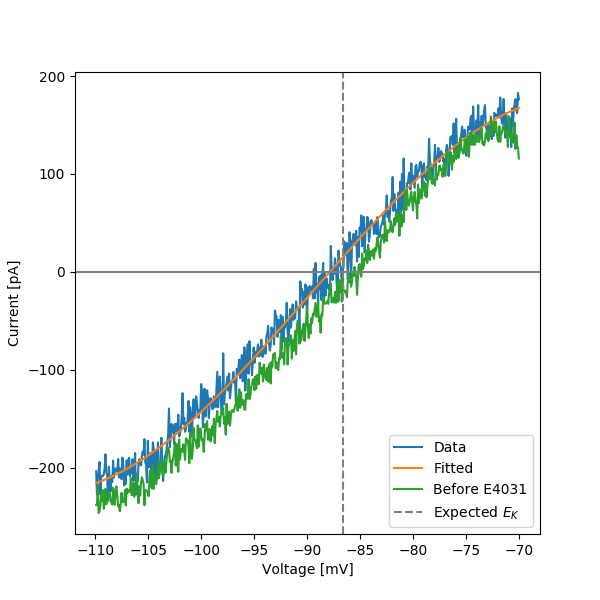 200
100
0
−100
−200
Current [pA]
−110 −105 −100 −95 −90 −85 −80 −75 −70
Voltage [mV]
Data
Fitted
Before E4031
Expected E_K